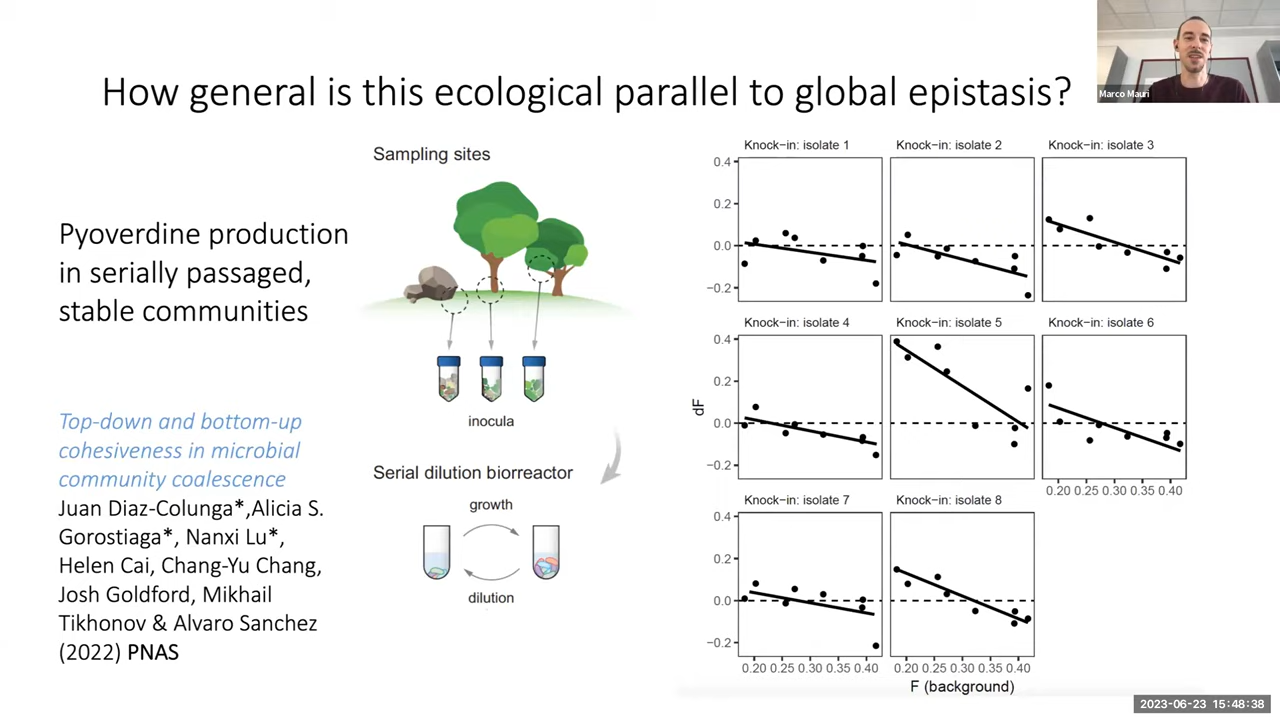 Marco Mauri
How general is this ecological parallel to global epistasis?
Pyoverdine production
in serially passaged,
stable communities
Top-down and bottom-up
cohesiveness in microbial
community coalescence
Juan Diaz-Colunga*,Alicia S.
Gorostiaga*, Nanxi Lu*,
Helen Cai, Chang-Yu Chang,
Josh Goldford, Mikhail
Tikhonov & Alvaro Sanchez
(2022) PNAS
Sampling sites
inocula
Serial dilution biorreactor
growth
dilution
Knock−in: isolate 1
Knock−in: isolate 2
Knock−in: isolate 3
0.4
0.2
0.0
−0.2
Knock−in: isolate 4
Knock−in: isolate 5
Knock−in: isolate 6
0.4
0.2
0.0
−0.2
dF
0.20 0.25 0.30 0.35 0.40
Knock−in: isolate 7
Knock−in: isolate 8
0.4
0.2
0.0
−0.2
0.20 0.25 0.30 0.35 0.40
0.20 0.25 0.30 0.35 0.40
F (background)
2023-06-23 15:48:38